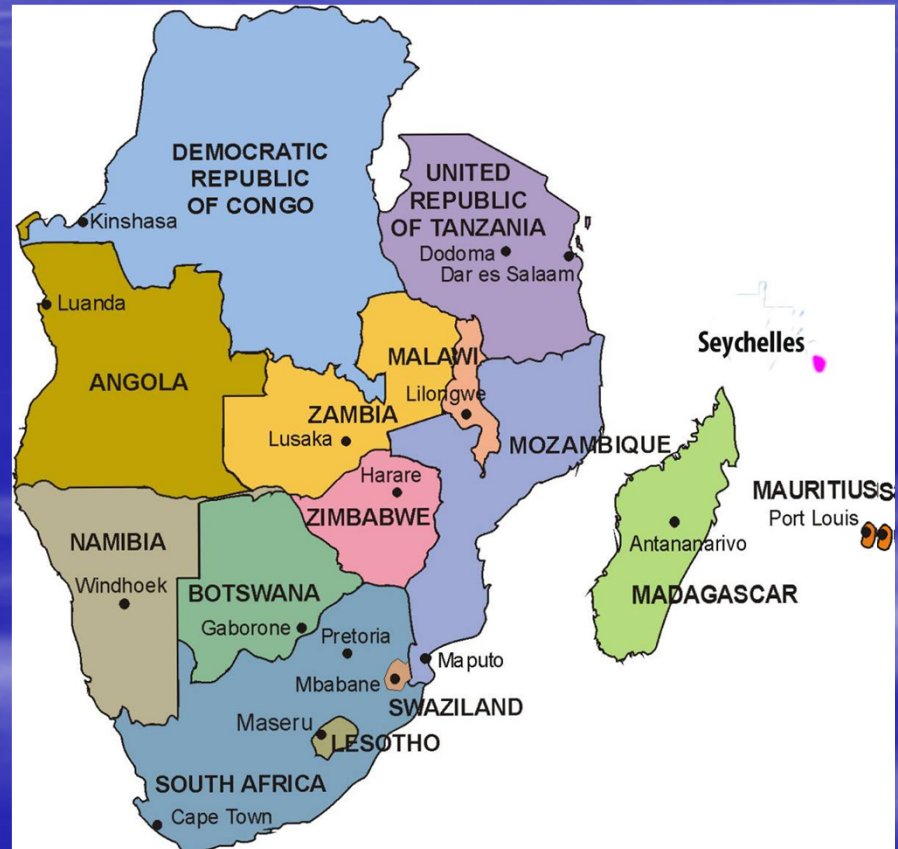 DEMOCRATIC
REPUBLIC
OF CONGO
UNITED
REPUBLIC
OF TANZANIA
Kinshasa
Dodoma
Dar es Salaam
Luanda
Seychelles
MALAWI
ANGOLA
Lilongwe
ZAMBIA
Lusaka
MOZAMBIQUE
Harare
MAURITIUS
Port Louis
ZIMBABWE
NAMIBIA
Antananarivo
Windhoek
BOTSWANA
MADAGASCAR
Gaborone
Pretoria
Maputo
Mbabane
SWAZILAND
Maseru
LESOTHO
SOUTH AFRICA
Cape Town